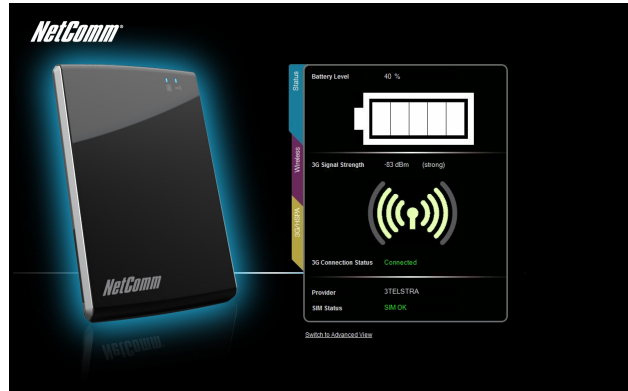 NetComm®
Status
Wireless
3G/HSPA
Battery Level 40 %
3G Signal Strength -83 dBm (strong)
3G Connection Status Connected
Provider 3TELSTRA
SIM Status SIM OK
NetComm
Switch to Advanced View